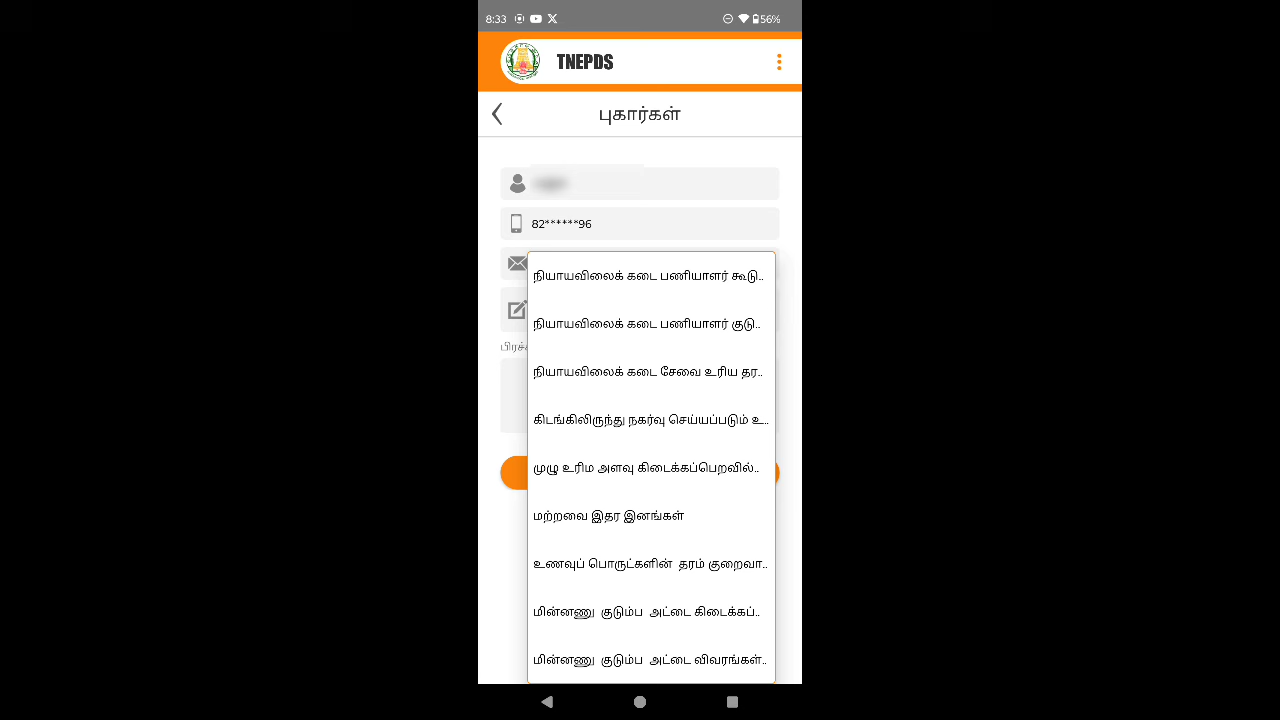 8:33
56%
TNEPDS
புகார்கள்
82******96
நியாயவிலைக் கடை பணியாளர் கூடு..
நியாயவிலைக் கடை பணியாளர் குடு..
நியாயவிலைக் கடை சேவை உரிய தர..
பிரச்
கிடங்கிலிருந்து நகர்வு செய்யப்படும் உ..
முழு உரிம அளவு கிடைக்கப்பெறவில்..
மற்றவை இதர இனங்கள்
உணவுப் பொருட்களின் தரம் குறைவா..
மின்னணு குடும்ப அட்டை கிடைக்கப்..
மின்னணு குடும்ப அட்டை விவரங்கள்..